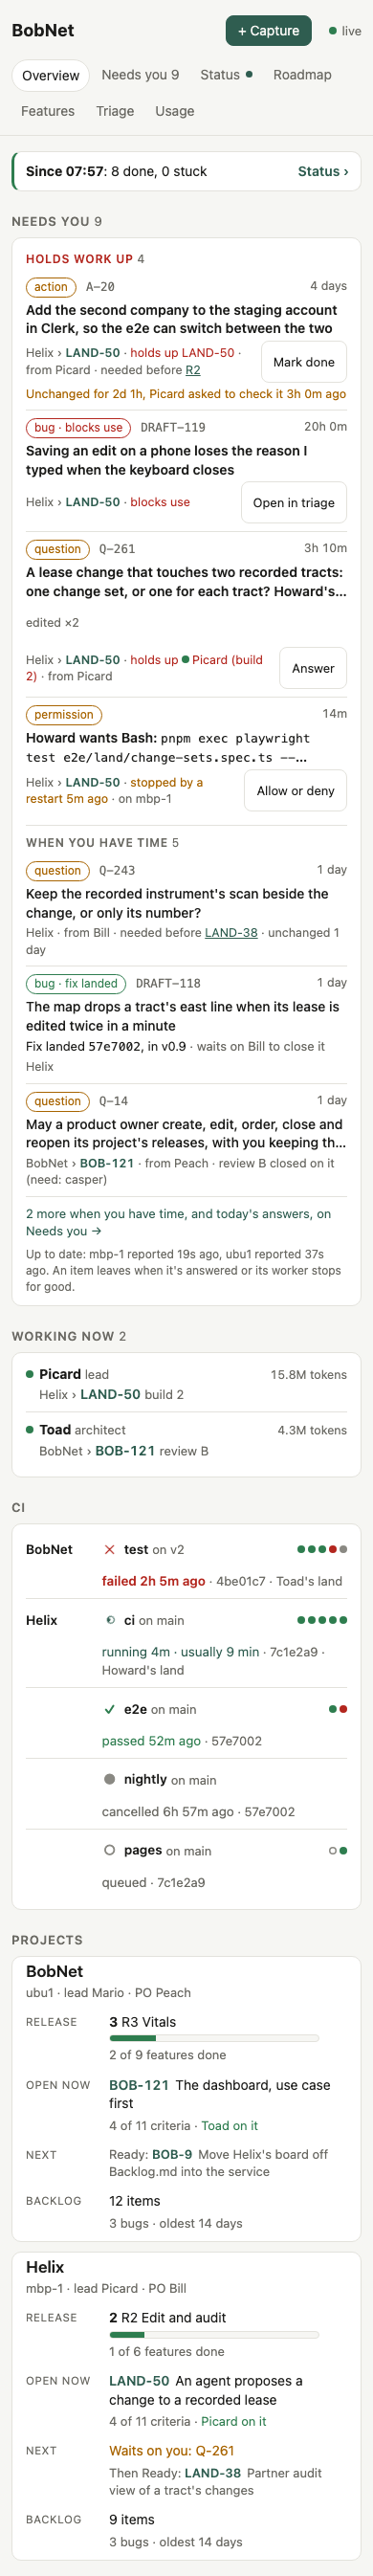 BobNet
+ Capture
live
Overview
Needs you 9
Status
Roadmap
Features
Triage
Usage
Since 07:57: 8 done, 0 stuck
Status ›
NEEDS YOU 9
HOLDS WORK UP 4
action A–20 4 days
Add the second company to the staging account
in Clerk, so the e2e can switch between the two
Helix › LAND-50 · holds up LAND-50 ·
from Picard · needed before R2
Mark done
Unchanged for 2d 1h, Picard asked to check it 3h 0m ago
bug · blocks use DRAFT–119 20h 0m
Saving an edit on a phone loses the reason I
typed when the keyboard closes
Helix › LAND-50 · blocks use
Open in triage
question Q–261 3h 10m
A lease change that touches two recorded tracts:
one change set, or one for each tract? Howard's...
edited ×2
Helix › LAND-50 · holds up Picard (build
2) · from Picard
Answer
permission 14m
Howard wants Bash: pnpm exec playwright
test e2e/land/change-sets.spec.ts --...
Helix › LAND-50 · stopped by a
restart 5m ago · on mbp-1
Allow or deny
WHEN YOU HAVE TIME 5
question Q–243 1 day
Keep the recorded instrument's scan beside the
change, or only its number?
Helix · from Bill · needed before LAND-38 · unchanged 1
day
bug · fix landed DRAFT–118 1 day
The map drops a tract's east line when its lease is
edited twice in a minute
Fix landed 57e7002, in v0.9 · waits on Bill to close it
Helix
question Q–14 1 day
May a product owner create, edit, order, close and
reopen its project's releases, with you keeping th...
BobNet › BOB-121 · from Peach · review B closed on it
(need: casper)
2 more when you have time, and today's answers, on
Needs you →
Up to date: mbp-1 reported 19s ago, ubu1 reported 37s
ago. An item leaves when it's answered or its worker stops
for good.
WORKING NOW 2
Picard lead 15.8M tokens
Helix › LAND-50 build 2
Toad architect 4.3M tokens
BobNet › BOB-121 review B
CI
BobNet test on v2
failed 2h 5m ago · 4be01c7 · Toad's land
Helix ci on main
running 4m · usually 9 min · 7c1e2a9 ·
Howard's land
e2e on main
passed 52m ago · 57e7002
nightly on main
cancelled 6h 57m ago · 57e7002
pages on main
queued · 7c1e2a9
PROJECTS
BobNet
ubu1 · lead Mario · PO Peach
RELEASE 3 R3 Vitals
2 of 9 features done
OPEN NOW BOB-121 The dashboard, use case
first
4 of 11 criteria · Toad on it
NEXT Ready: BOB-9 Move Helix's board off
Backlog.md into the service
BACKLOG 12 items
3 bugs · oldest 14 days
Helix
mbp-1 · lead Picard · PO Bill
RELEASE 2 R2 Edit and audit
1 of 6 features done
OPEN NOW LAND-50 An agent proposes a
change to a recorded lease
4 of 11 criteria · Picard on it
NEXT Waits on you: Q-261
Then Ready: LAND-38 Partner audit
view of a tract's changes
BACKLOG 9 items
3 bugs · oldest 14 days